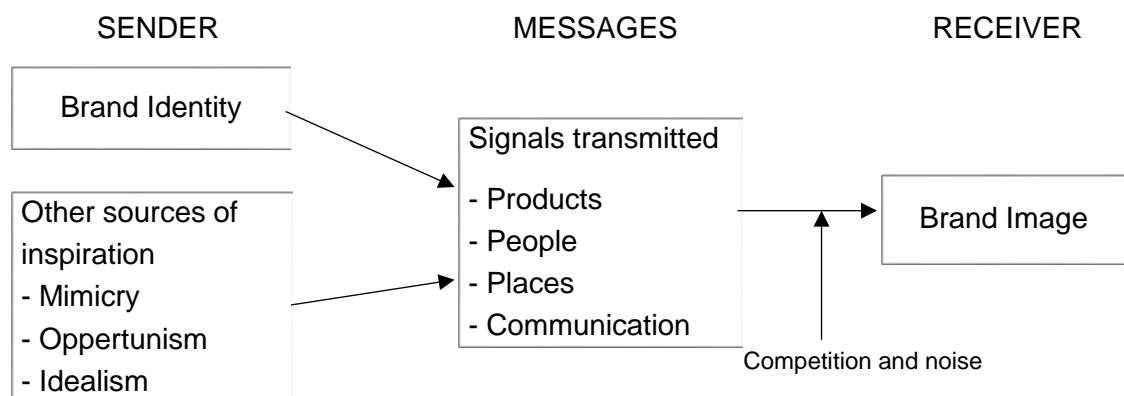 SENDER
MESSAGES
RECEIVER
Brand Identity
Other sources of
inspiration
- Mimicry
- Oppertunism
- Idealism
Signals transmitted
- Products
- People
- Places
- Communication
Brand Image
Competition and noise